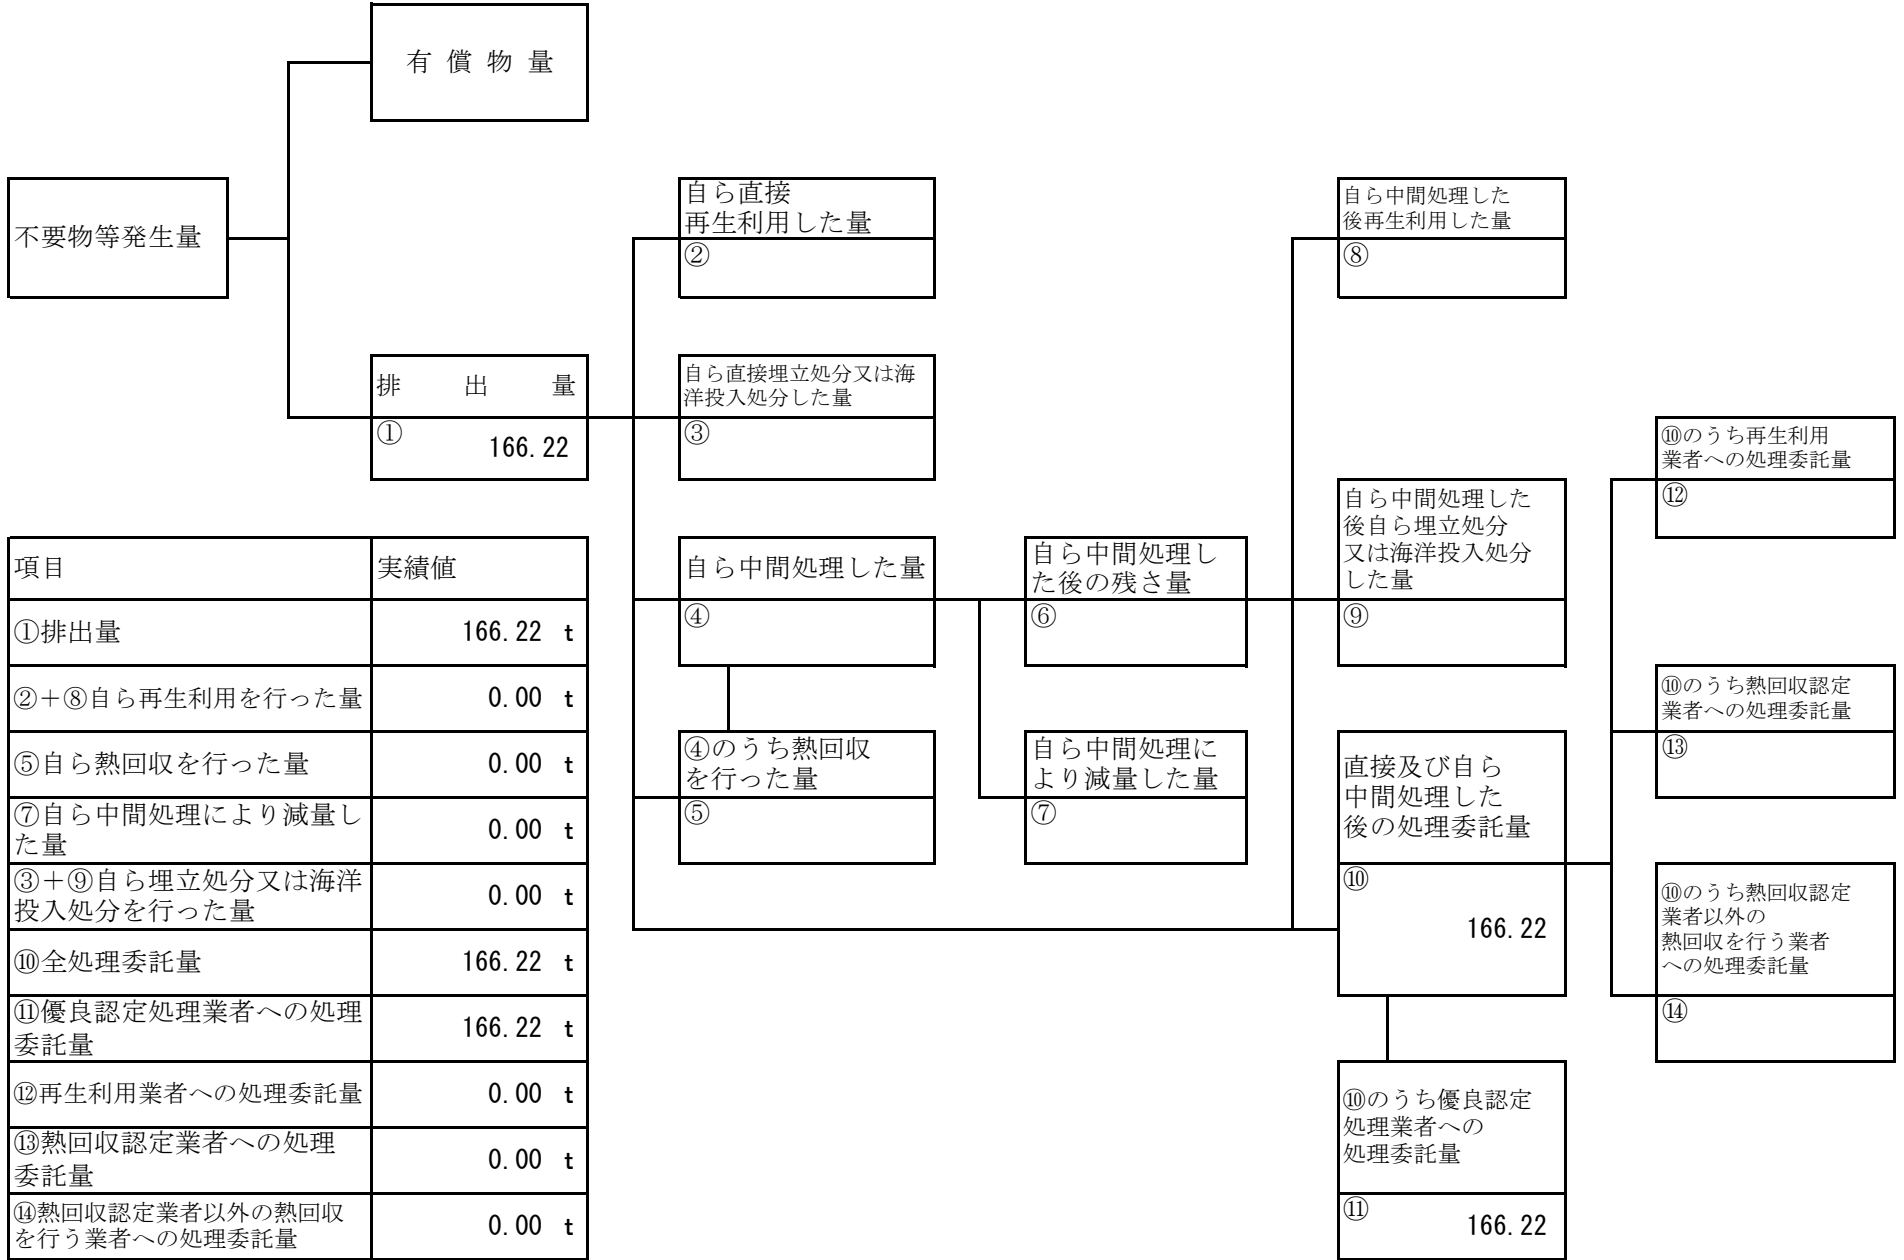 有 償 物 量
不要物等発生量
排 出 量
①
166.22
自ら直接
再生利用した量
②
自ら直接埋立処分又は海
洋投入処分した量
③
自ら中間処理した量
④
④のうち熱回収
を行った量
⑤
自ら中間処理し
た後の残さ量
⑥
自ら中間処理に
より減量した量
⑦
自ら中間処理した
後再生利用した量
⑧
自ら中間処理した
後自ら埋立処分
又は海洋投入処分
した量
⑨
直接及び自ら
中間処理した
後の処理委託量
⑩
166.22
⑩のうち優良認定
処理業者への
処理委託量
⑪
166.22
⑩のうち再生利用
業者への処理委託量
⑫
⑩のうち熱回収認定
業者への処理委託量
⑬
⑩のうち熱回収認定
業者以外の
熱回収を行う業者
への処理委託量
⑭
項目 実績値
①排出量 166.22 t
②＋⑧自ら再生利用を行った量 0.00 t
⑤自ら熱回収を行った量 0.00 t
⑦自ら中間処理により減量し
た量 0.00 t
③＋⑨自ら埋立処分又は海洋
投入処分を行った量 0.00 t
⑩全処理委託量 166.22 t
⑪優良認定処理業者への処理
委託量 166.22 t
⑫再生利用業者への処理委託量 0.00 t
⑬熱回収認定業者への処理
委託量 0.00 t
⑭熱回収認定業者以外の熱回収
を行う業者への処理委託量 0.00 t